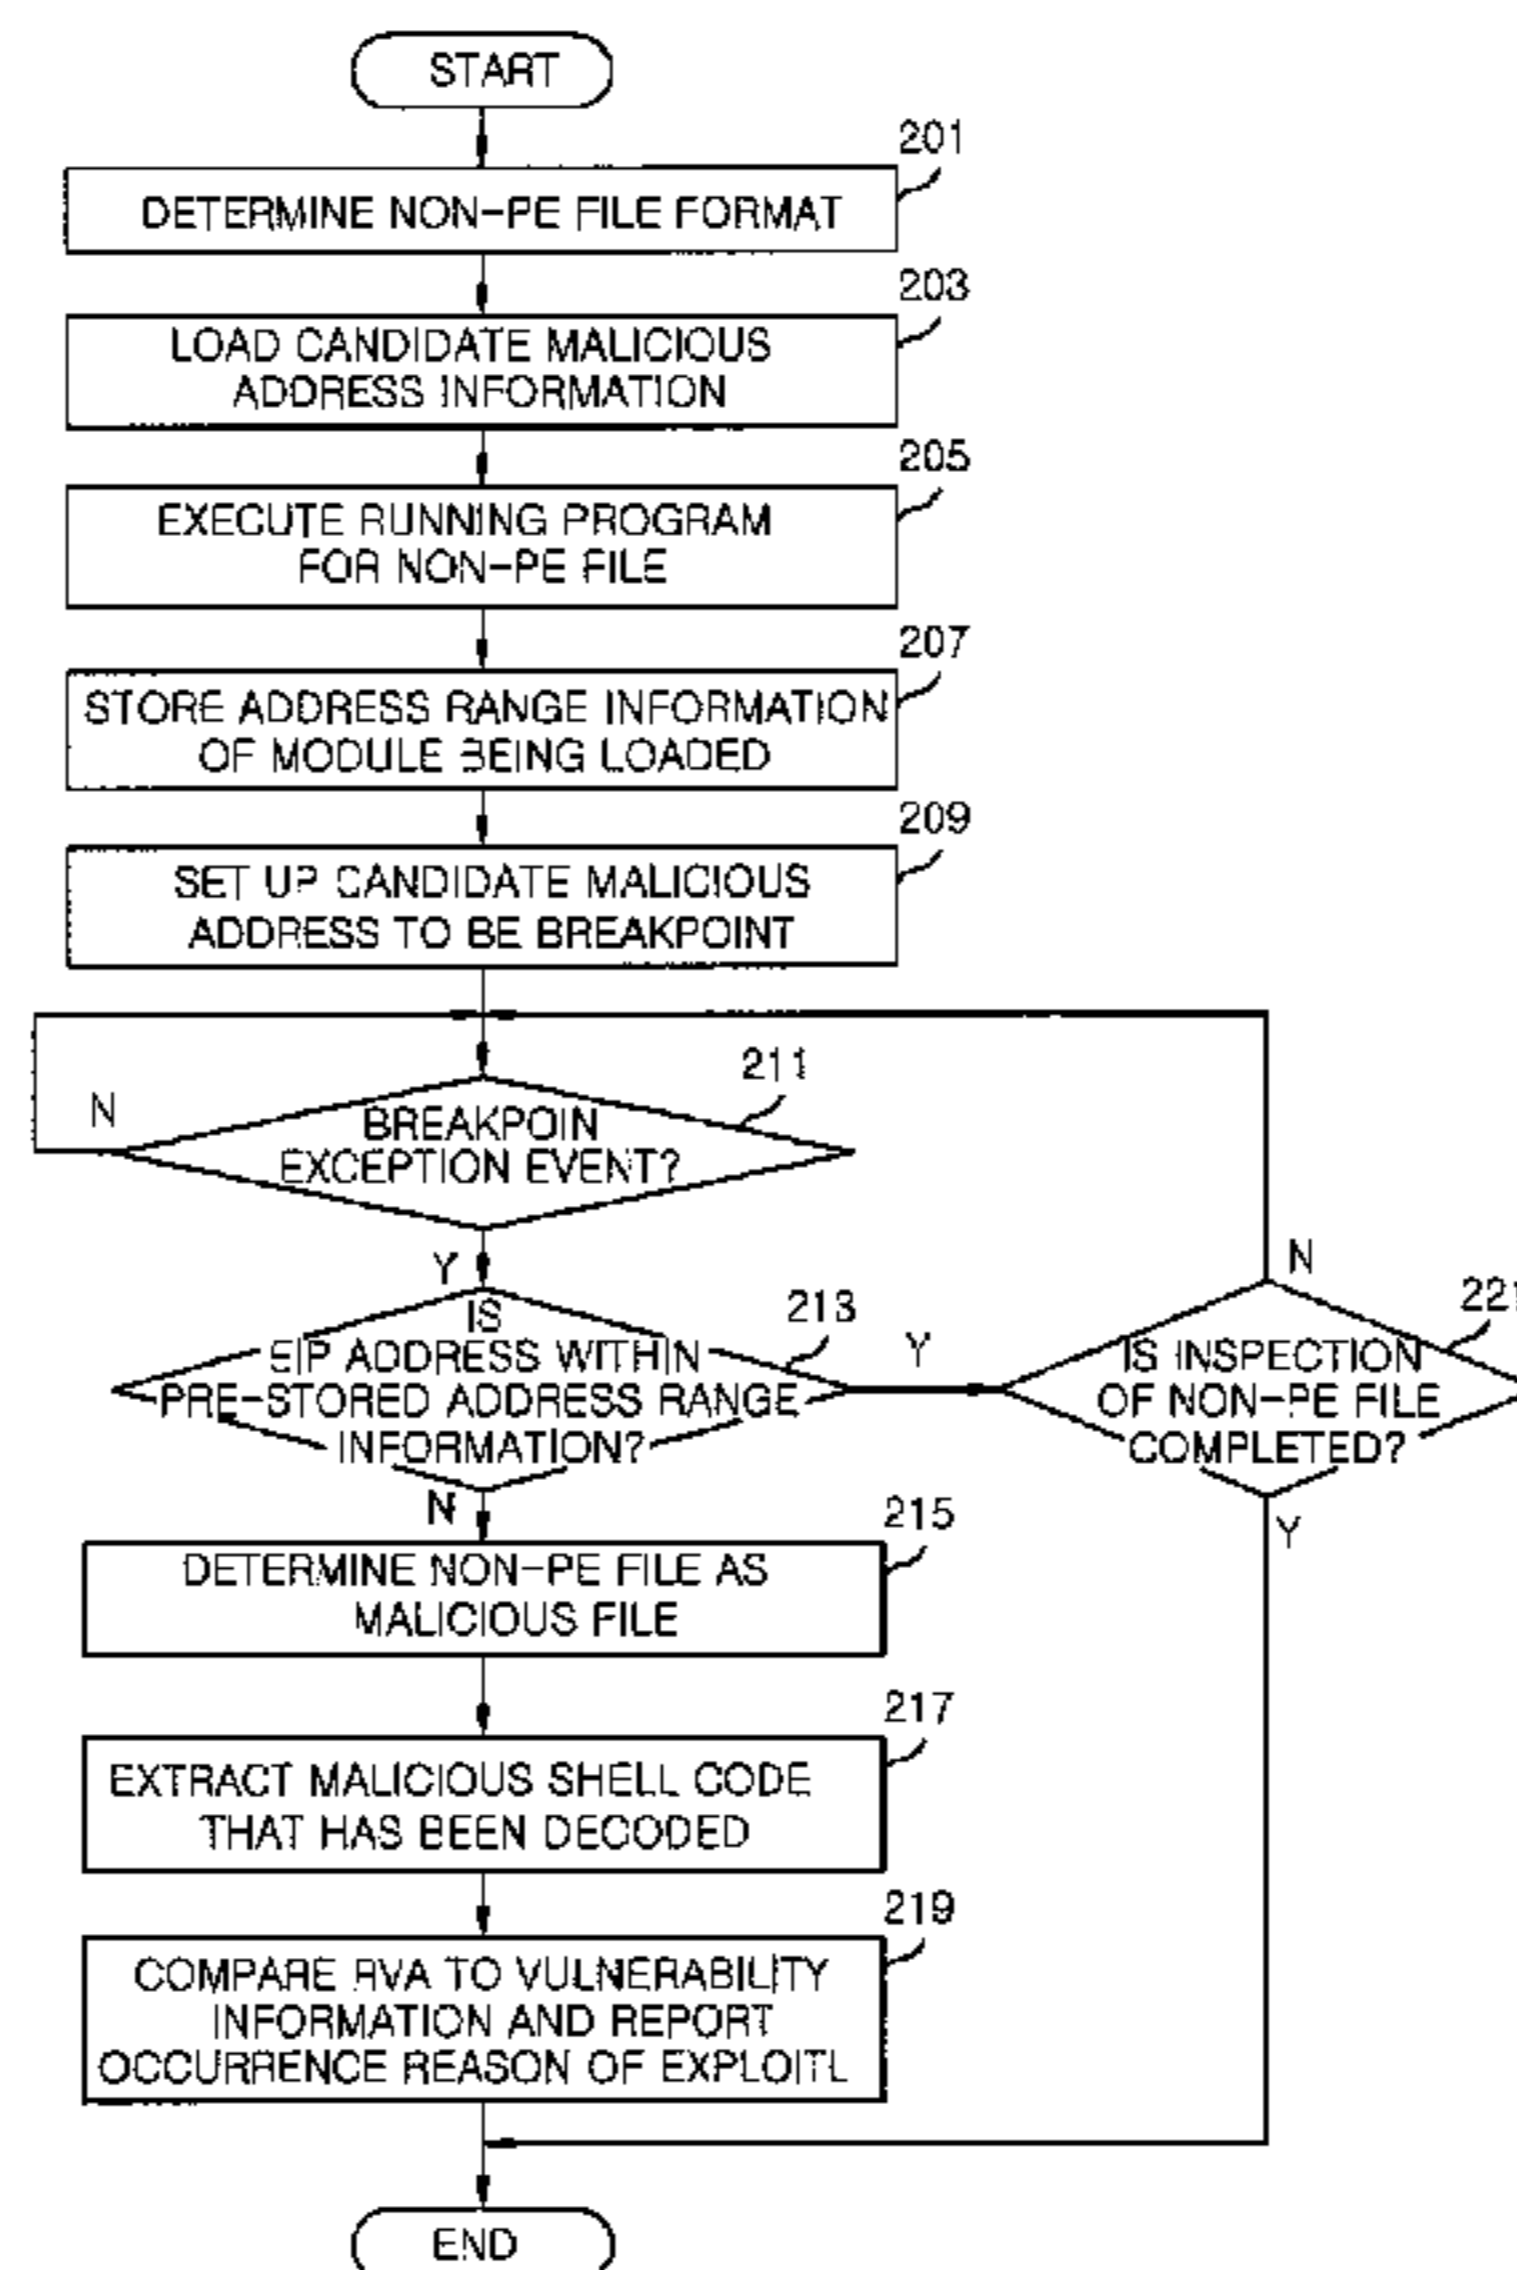 START
201
DETERMINE NON-PE FILE FORMAT
203
LOAD CANDIDATE MALICIOUS
ADDRESS INFORMATION
205
EXECUTE RUNNING PROGRAM
FOR NON-PE FILE
207
STORE ADDRESS RANGE INFORMATION
OF MODULE BEING LOADED
209
SET UP CANDIDATE MALICIOUS
ADDRESS TO BE BREAKPOINT
211
N
BREAKPOIN
EXCEPTION EVENT?
Y
213
IS
EIP ADDRESS WITHIN
PRE-STORED ADDRESS RANGE
INFORMATION?
Y
N
N
221
IS INSPECTION
OF NON-PE FILE
COMPLETED?
Y
215
DETERMINE NON-PE FILE AS
MALICIOUS FILE
217
EXTRACT MALICIOUS SHELL CODE
THAT HAS BEEN DECODED
219
COMPARE RVA TO VULNERABILITY
INFORMATION AND REPORT
OCCURRENCE REASON OF EXPLOITL
END